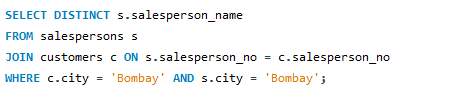 SELECT DISTINCT s.salesperson_name
FROM salespersons s
JOIN customers c ON s.salesperson_no = c.salesperson_no
WHERE c.city = 'Bombay' AND s.city = 'Bombay';